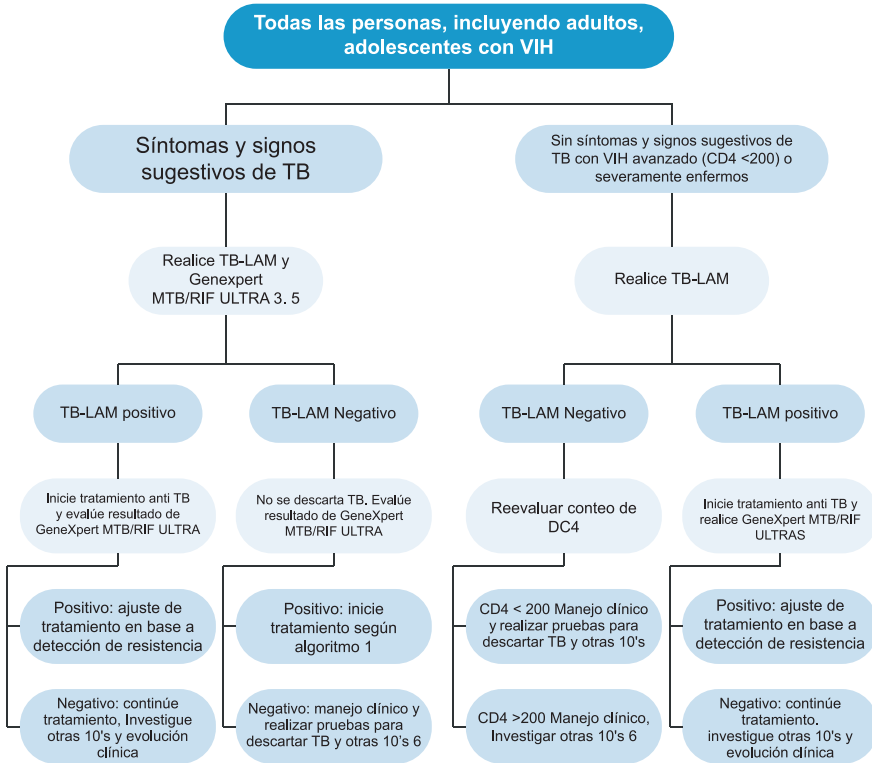 Todas las personas, incluyendo adultos,
adolescentes con VIH
Síntomas y signos
sugestivos de TB
Sin síntomas y signos sugestivos de
TB con VIH avanzado (CD4 <200) o
severamente enfermos
Realice TB-LAM y
Genexpert
MTB/RIF ULTRA 3. 5
Realice TB-LAM
TB-LAM positivo
TB-LAM Negativo
TB-LAM Negativo
TB-LAM positivo
Inicie tratamiento anti TB
y evalúe resultado de
GeneXpert MTB/RIF ULTRA
No se descarta TB. Evalúe
resultado de GeneXpert
MTB/RIF ULTRA
Reevaluar conteo de
DC4
Inicie tratamiento anti TB y
realice GeneXpert MTB/RIF
ULTRAS
Positivo: ajuste de
tratamiento en base a
detección de resistencia
Positivo: inicie
tratamiento según
algoritmo 1
CD4 < 200 Manejo clínico
y realizar pruebas para
descartar TB y otras 10's
Positivo: ajuste de
tratamiento en base a
detección de resistencia
Negativo: continúe
tratamiento, Investigue
otras 10's y evolución
clínica
Negativo: manejo clínico y
realizar pruebas para
descartar TB y otras 10's 6
CD4 >200 Manejo clínico,
Investigar otras 10's 6
Negativo: continúe
tratamiento.
investigue otras 10's y
evolución clínica